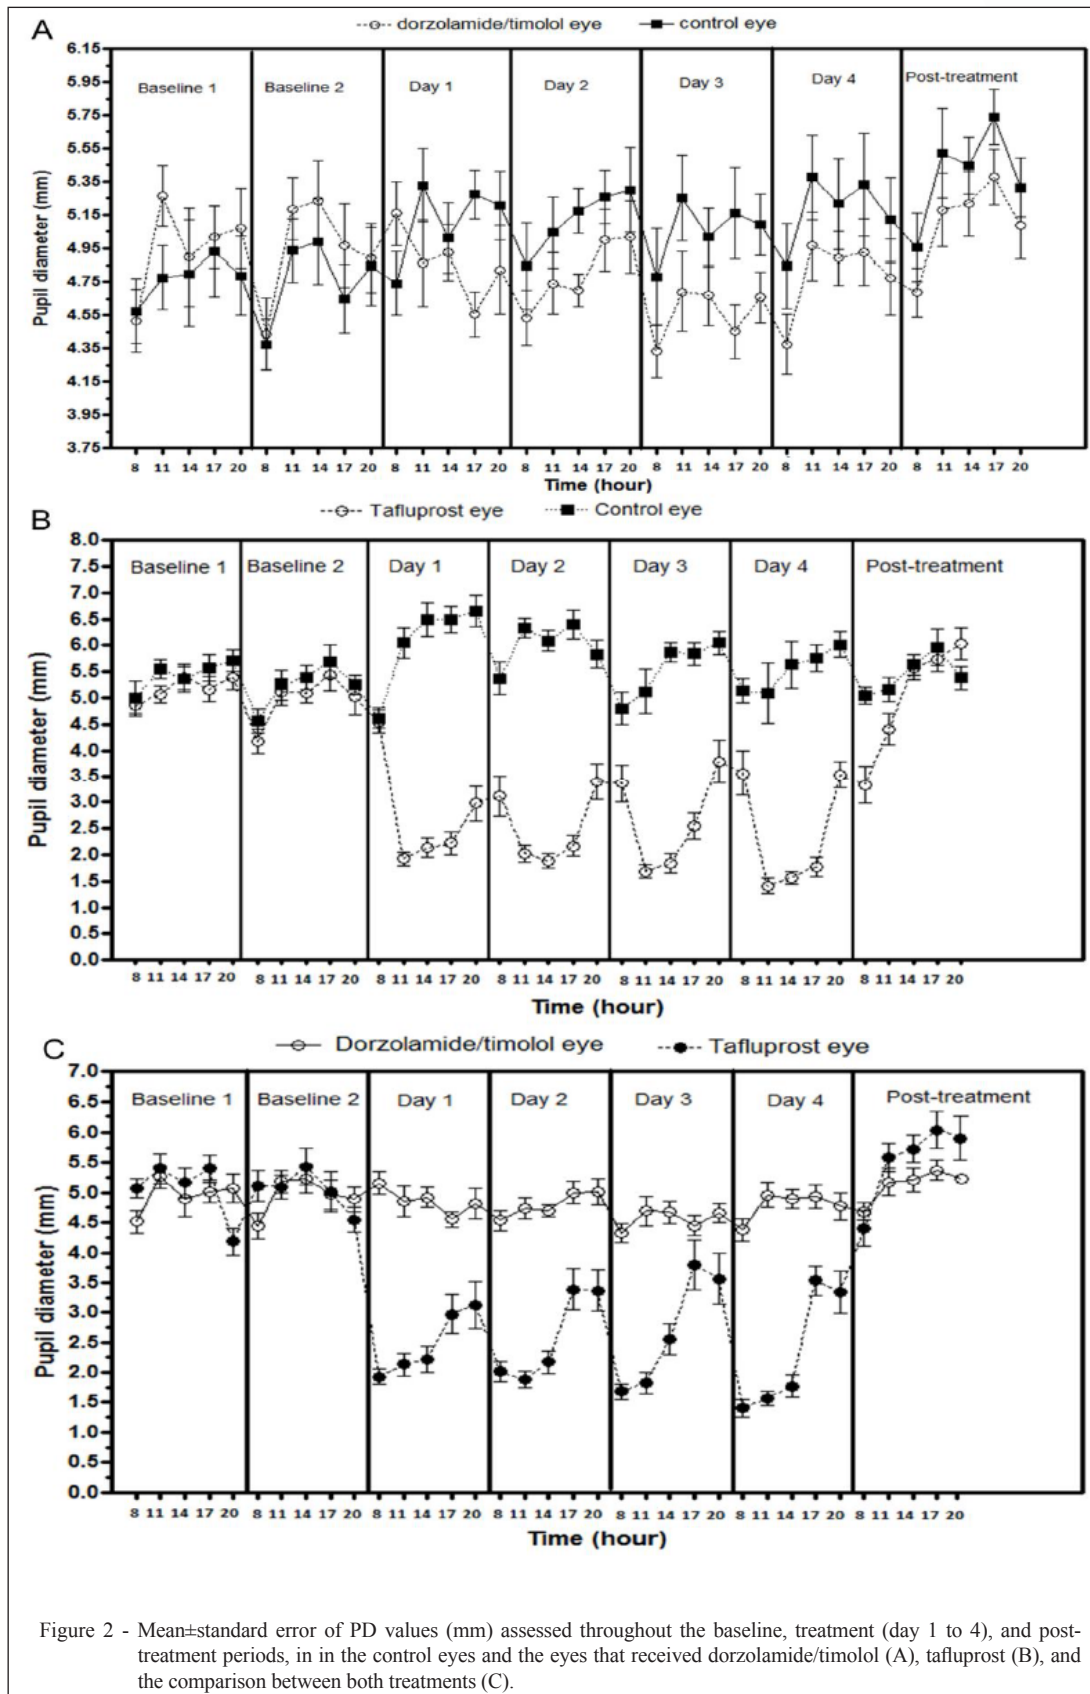 A
dorzolamide/timolol eye control eye
6.15
5.95
5.75
5.55
5.35
5.15
4.95
4.75
4.55
4.35
4.15
3.95
3.75
Pupil diameter (mm)
Baseline 1 Baseline 2 Day 1 Day 2 Day 3 Day 4 Post-treatment
8 11 14 17 20 8 11 14 17 20 8 11 14 17 20 8 11 14 17 20 8 11 14 17 20 8 11 14 17 20 8 11 14 17 20
Time (hour)
B
Tafluprost eye Control eye
8.0
7.5
7.0
6.5
6.0
5.5
5.0
4.5
4.0
3.5
3.0
2.5
2.0
1.5
1.0
0.5
0.0
Pupil diameter (mm)
Baseline 1 Baseline 2 Day 1 Day 2 Day 3 Day 4 Post-treatment
8 11 14 17 20 8 11 14 17 20 8 11 14 17 20 8 11 14 17 20 8 11 14 17 20 8 11 14 17 20 8 11 14 17 20
Time (hour)
C
Dorzolamide/timolol eye Tafluprost eye
7.0
6.5
6.0
5.5
5.0
4.5
4.0
3.5
3.0
2.5
2.0
1.5
1.0
0.5
0.0
Pupil diameter (mm)
Baseline 1 Baseline 2 Day 1 Day 2 Day 3 Day 4 Post-treatment
8 11 14 17 20 8 11 14 17 20 8 11 14 17 20 8 11 14 17 20 8 11 14 17 20 8 11 14 17 20 8 11 14 17 20
Time (hour)
Figure 2 - Mean±standard error of PD values (mm) assessed throughout the baseline, treatment (day 1 to 4), and post-
treatment periods, in in the control eyes and the eyes that received dorzolamide/timolol (A), tafluprost (B), and
the comparison between both treatments (C).